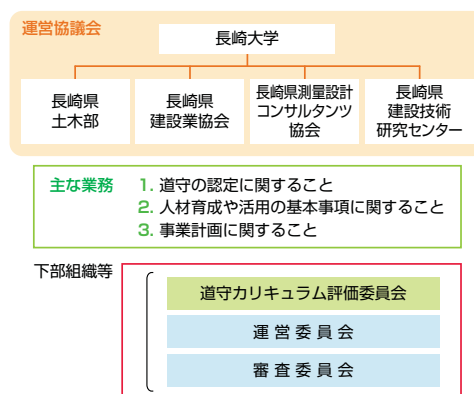 運営協議会
長崎大学
長崎県
土木部
長崎県
建設業協会
長崎県測量設計
コンサルタンツ
協会
長崎県
建設技術
研究センター
主な業務
1. 道守の認定に関すること
2. 人材育成や活用の基本事項に関すること
3. 事業計画に関すること
下部組織等
道守カリキュラム評価委員会
運 営 委 員 会
審 査 委 員 会